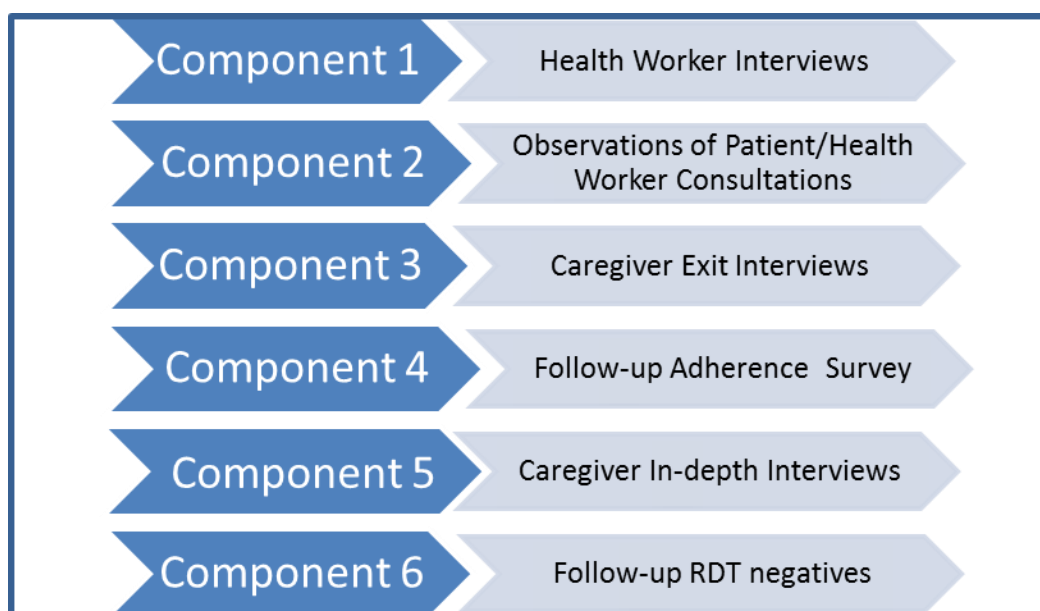 Component 1
Health Worker Interviews
Component 2
Observations of Patient/Health
Worker Consultations
Component 3
Caregiver Exit Interviews
Component 4
Follow-up Adherence  Survey
Component 5
Caregiver In-depth Interviews
Component 6
Follow-up RDT negatives